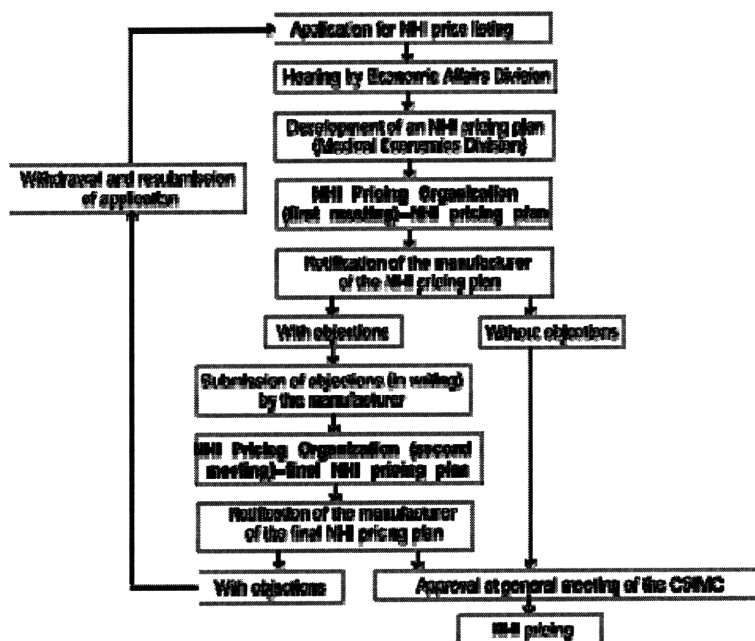 Application for NHI price listing
Hearing by Economic Affairs Division
Development of an NHI pricing plan
(Medical Economics Division)
Withdrawal and resubmission
of application
NHI Pricing Organization
(first meeting)–NHI pricing plan
Notification of the manufacturer
of the NHI pricing plan
With objections
Without objections
Submission of objections (in writing)
by the manufacturer
NHI Pricing Organization (second
meeting)–final NHI pricing plan
Notification of the manufacturer
of the final NHI pricing plan
With objections
Approval at general meeting of the CSIMC
NHI pricing